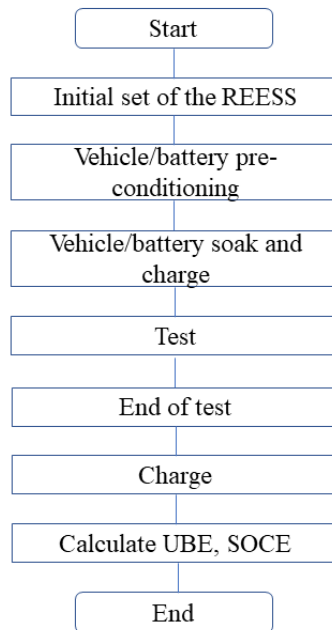 Start
Initial set of the REESS
Vehicle/battery pre-
conditioning
Vehicle/battery soak and
charge
Test
End of test
Charge
Calculate UBE, SOCE
End